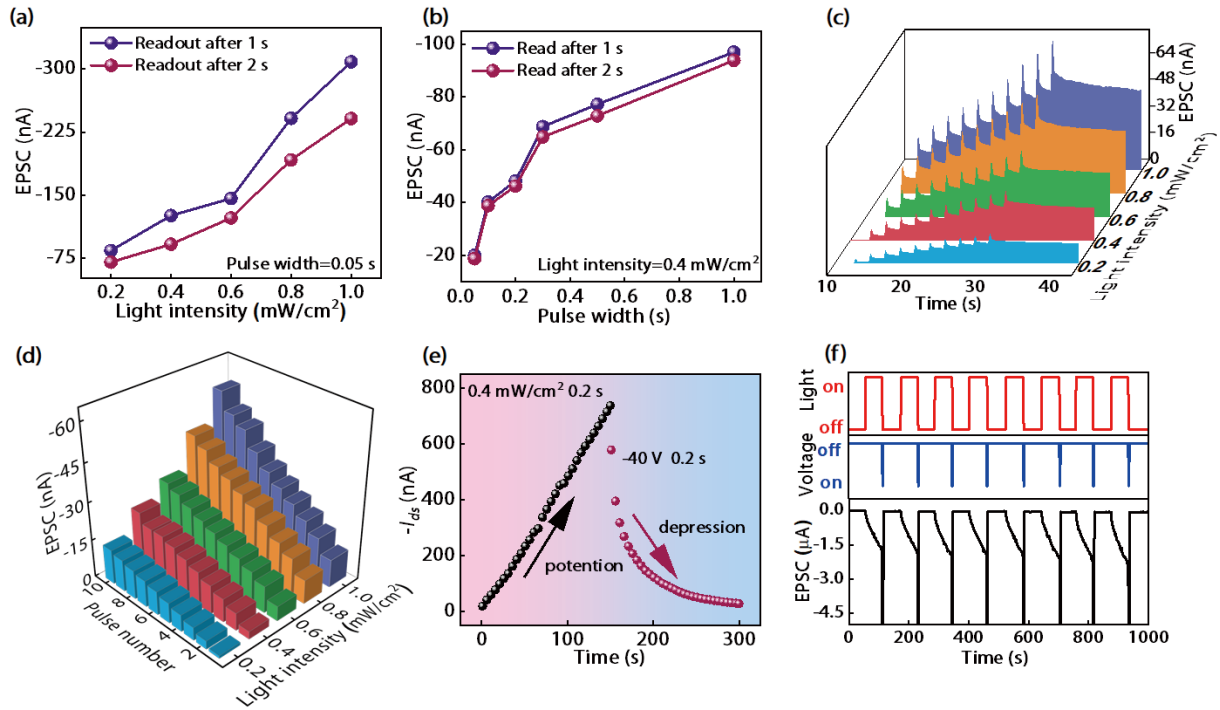 (a)
Readout after 1 s
Readout after 2 s
-300
-225
-150
-75
EPSC (nA)
Pulse width=0.05 s
0.2 0.4 0.6 0.8 1.0
Light intensity (mW/cm²)
(b)
-100
-80
-60
-40
-20
EPSC (nA)
Read after 1 s
Read after 2 s
Light intensity=0.4 mW/cm²
0.0 0.2 0.4 0.6 0.8 1.0
Pulse width (s)
(c)
-64
-48
-32
-16
0
EPSC (nA)
1.0
0.8
0.6
0.4
0.2
Light intensity (mW/cm²)
10 20 30 40
Time (s)
(d)
-60
-45
-30
-15
0
EPSC (nA)
10 8 6 4 2
Pulse number
0.2 0.4 0.6 0.8 1.0
Light intensity (mW/cm²)
(e)
800
600
400
200
0
-Ids (nA)
0.4 mW/cm² 0.2 s
-40 V 0.2 s
depression
potention
0 100 200 300
Time (s)
(f)
on
off
Light
off
on
Voltage
0.0
-1.5
-3.0
-4.5
EPSC (μA)
0 200 400 600 800 1000
Time (s)